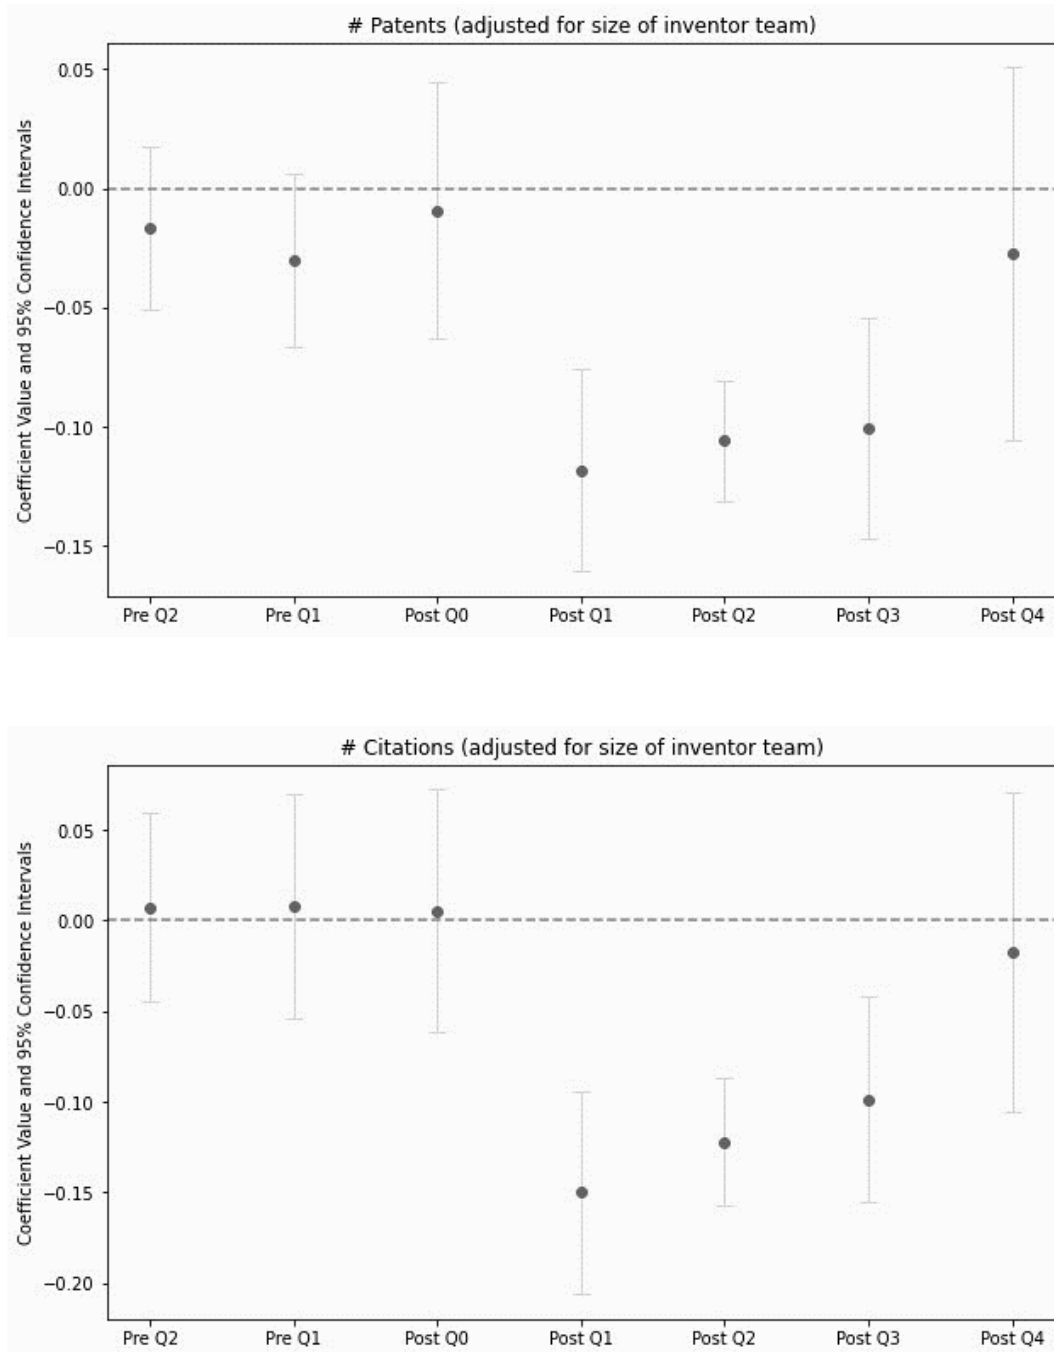 # Patents (adjusted for size of inventor team)
Coefficient Value and 95% Confidence Intervals
0.05
0.00
−0.05
−0.10
−0.15
Pre Q2 Pre Q1 Post Q0 Post Q1 Post Q2 Post Q3 Post Q4
# Citations (adjusted for size of inventor team)
Coefficient Value and 95% Confidence Intervals
0.05
0.00
−0.05
−0.10
−0.15
−0.20
Pre Q2 Pre Q1 Post Q0 Post Q1 Post Q2 Post Q3 Post Q4